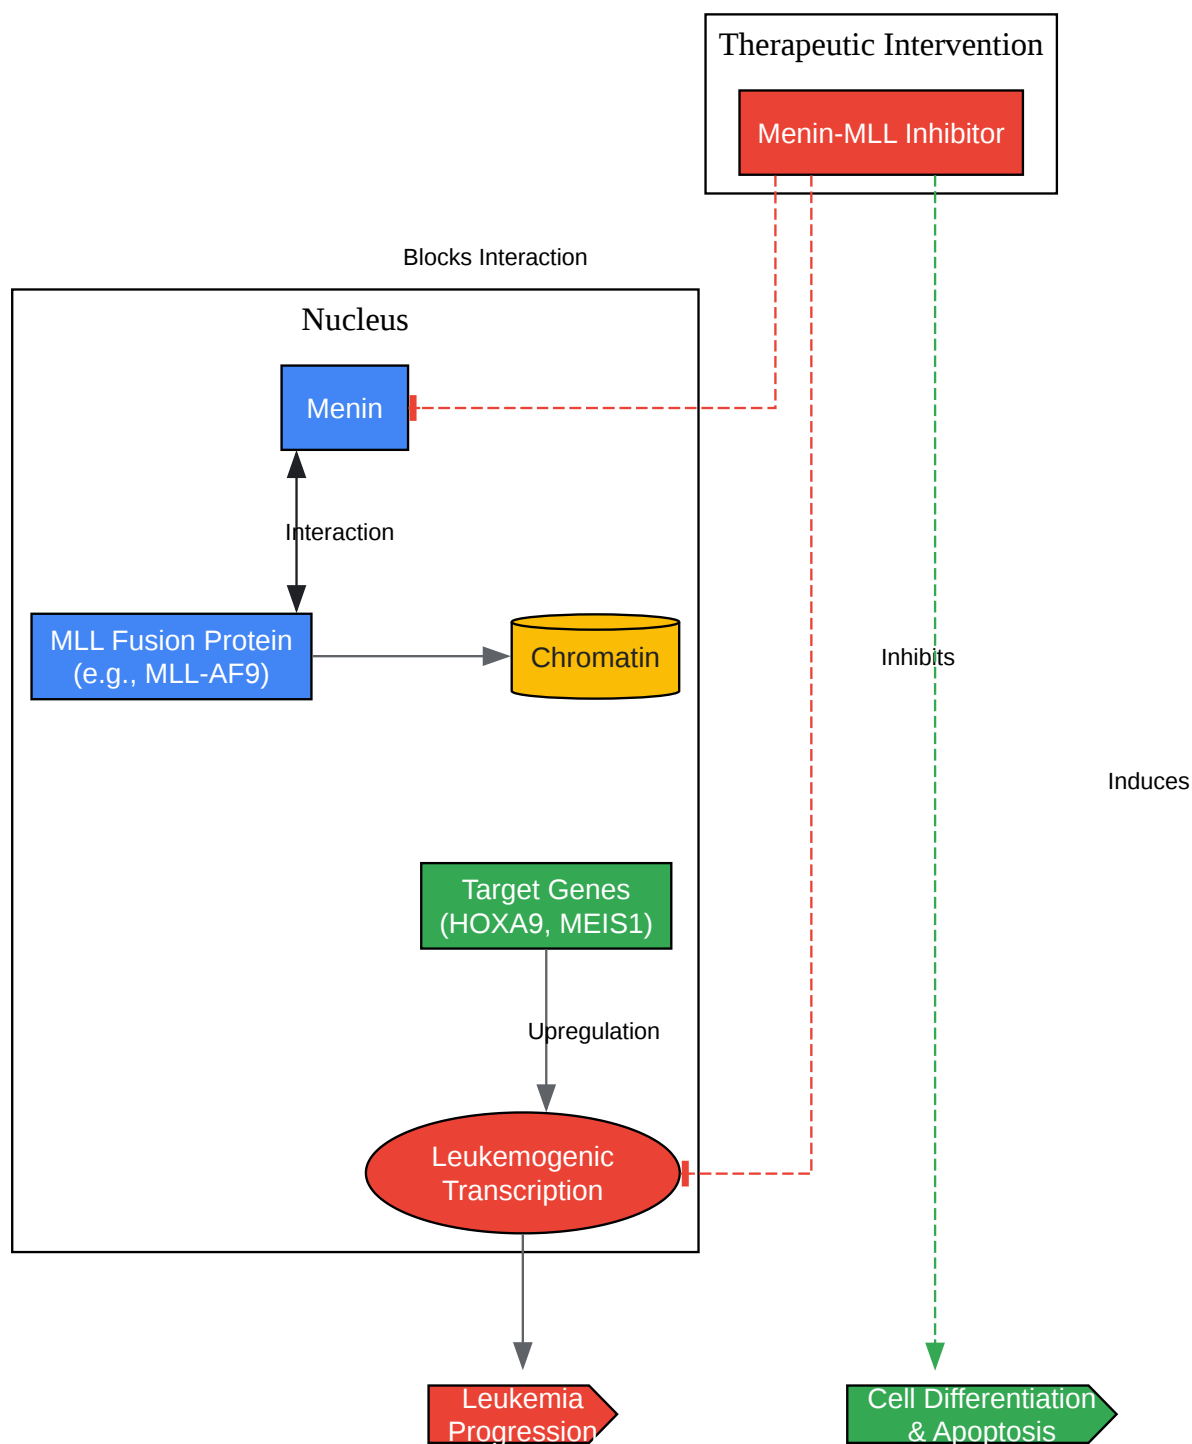 Therapeutic Intervention
Menin-MLL Inhibitor
Blocks Interaction
Nucleus
Menin
Interaction
MLL Fusion Protein
(e.g., MLL-AF9)
Chromatin
Inhibits
Induces
Target Genes
(HOXA9, MEIS1)
Upregulation
Leukemogenic
Transcription
Leukemia
Progression
Cell Differentiation
& Apoptosis